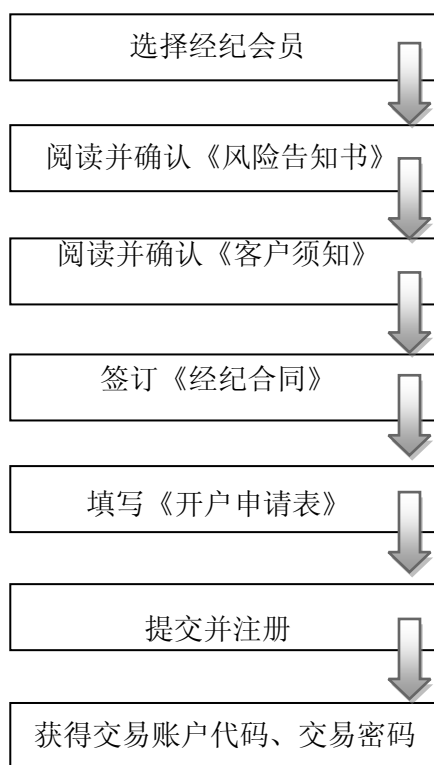 选择经纪会员
阅读并确认《风险告知书》
阅读并确认《客户须知》
签订《经纪合同》
填写《开户申请表》
提交并注册
获得交易账户代码、交易密码